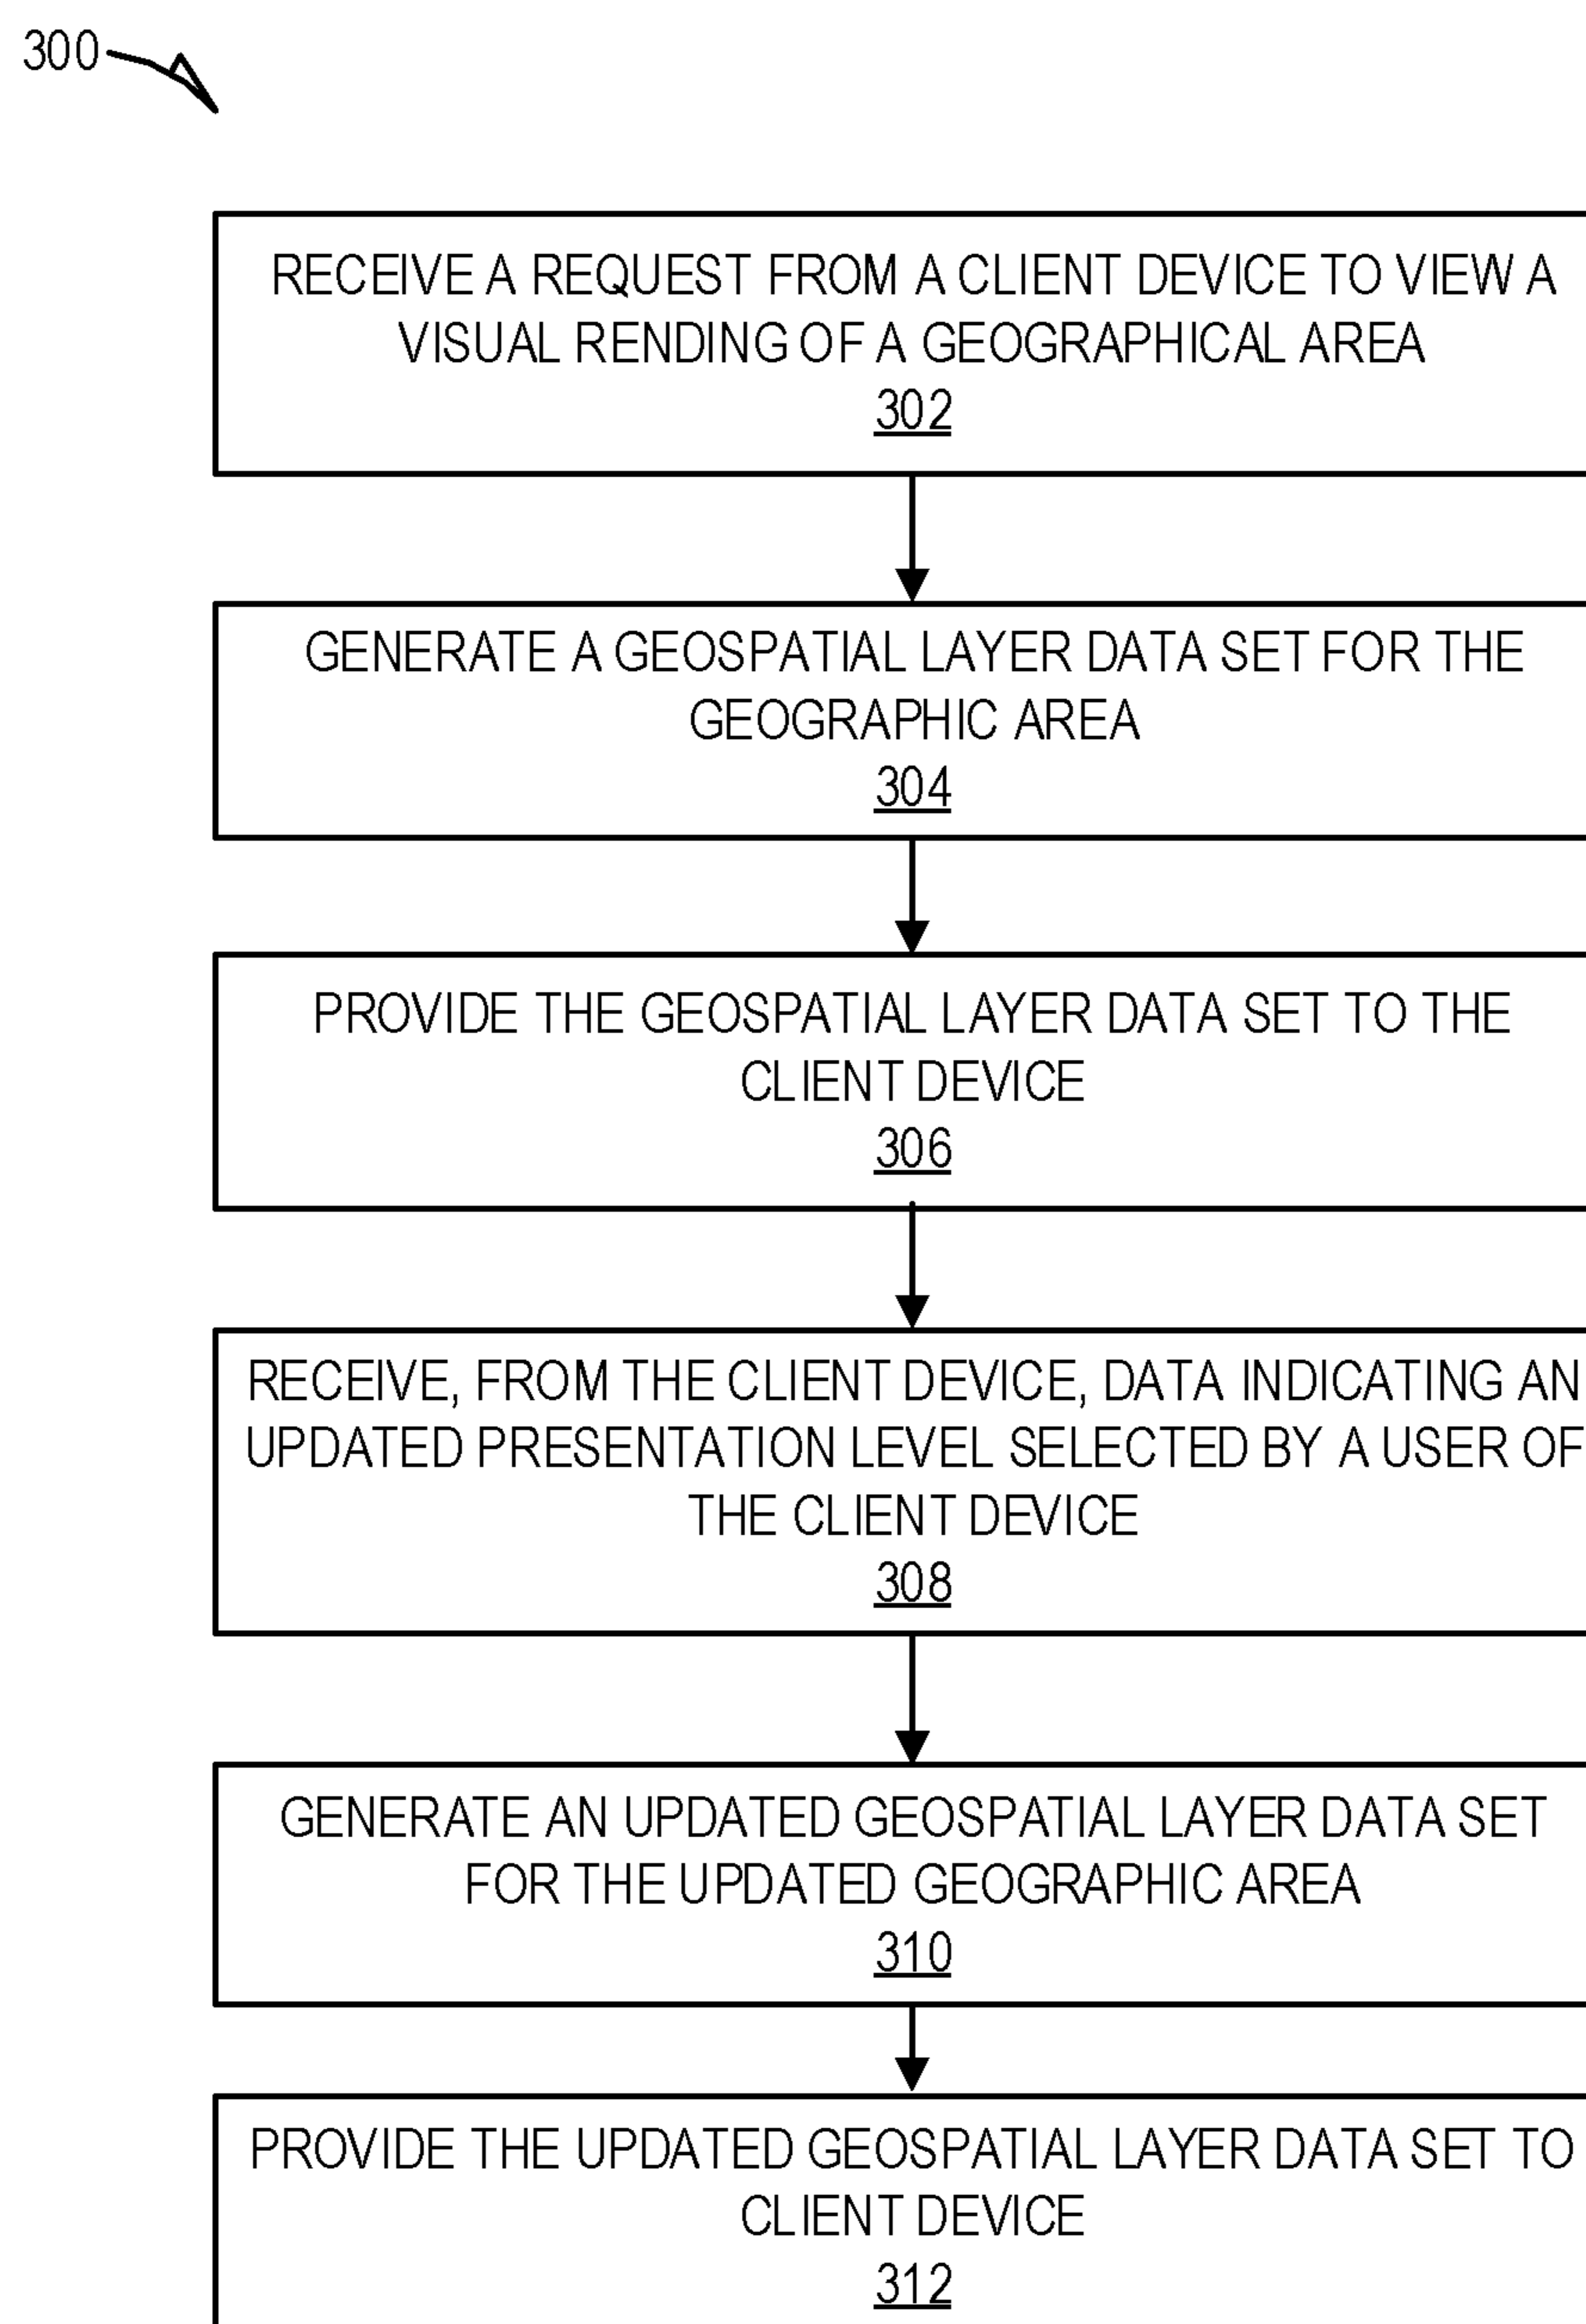 300
RECEIVE A REQUEST FROM A CLIENT DEVICE TO VIEW A
VISUAL RENDING OF A GEOGRAPHICAL AREA
302
GENERATE A GEOSPATIAL LAYER DATA SET FOR THE
GEOGRAPHIC AREA
304
PROVIDE THE GEOSPATIAL LAYER DATA SET TO THE
CLIENT DEVICE
306
RECEIVE, FROM THE CLIENT DEVICE, DATA INDICATING AN
UPDATED PRESENTATION LEVEL SELECTED BY A USER OF
THE CLIENT DEVICE
308
GENERATE AN UPDATED GEOSPATIAL LAYER DATA SET
FOR THE UPDATED GEOGRAPHIC AREA
310
PROVIDE THE UPDATED GEOSPATIAL LAYER DATA SET TO
CLIENT DEVICE
312